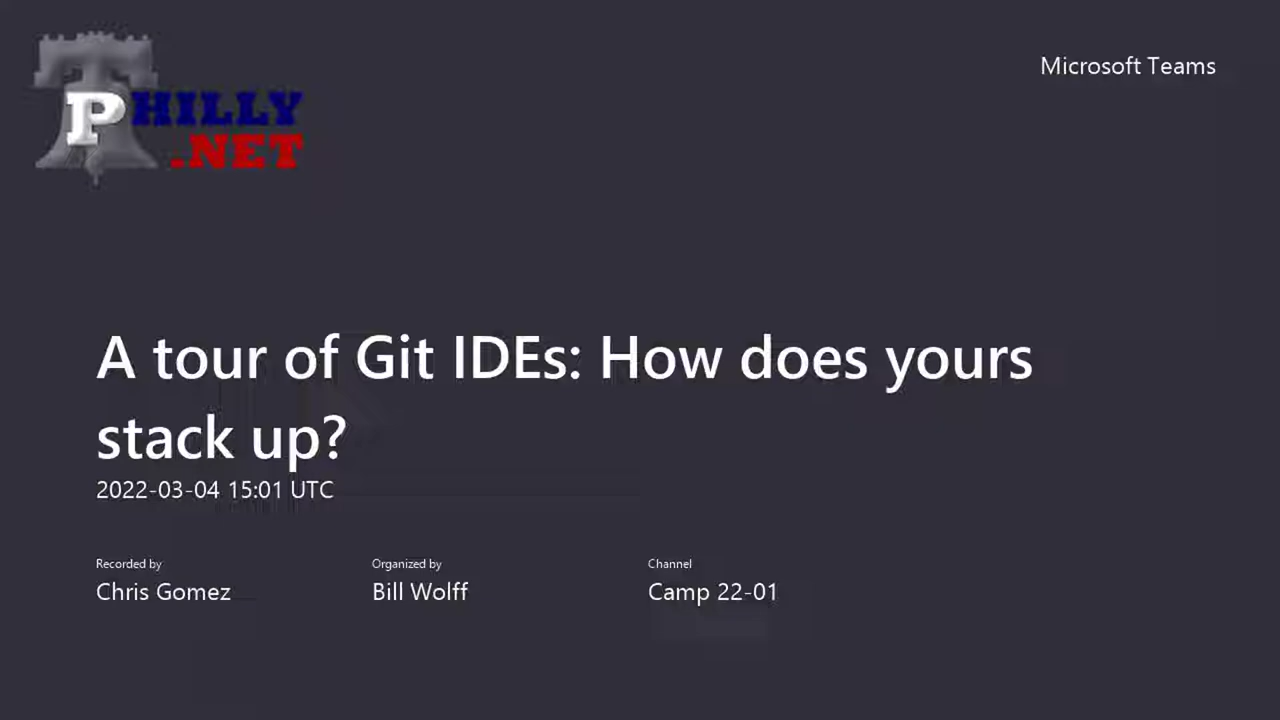 PHILLY
.NET
Microsoft Teams
A tour of Git IDEs: How does yours
stack up?
2022-03-04 15:01 UTC
Recorded by
Chris Gomez
Organized by
Bill Wolff
Channel
Camp 22-01